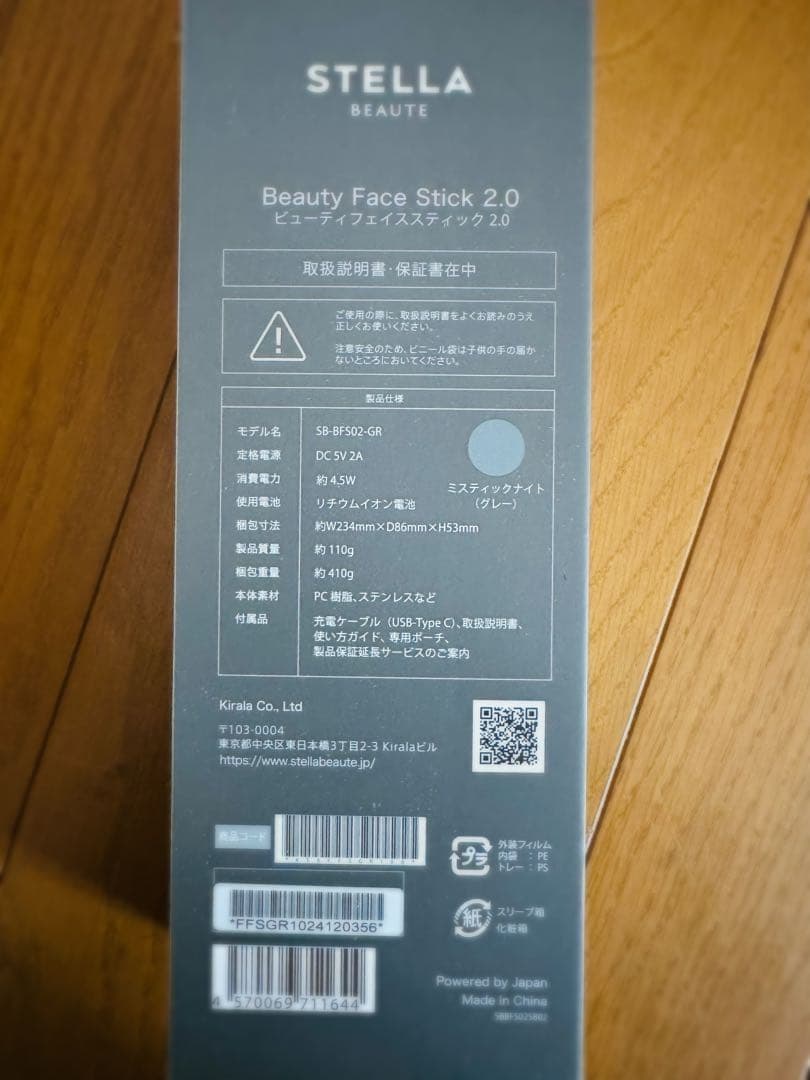 STELLA
BEAUTE
Beauty Face Stick 2.0
ビューティフェイススティック 2.0
取扱説明書・保証書在中
ご使用の際に、取扱説明書をよくお読みのうえ
正しくお使いください。
注意安全のため、ビニール袋は子供の手の届か
ないところにおいてください。
製品仕様
モデル名 SB-BFS02-GR
定格電源 DC 5V 2A
消費電力 約 4.5W
使用電池 リチウムイオン電池
ミスティックナイト
（グレー）
梱包寸法 約W234mm×D86mm×H53mm
製品質量 約 110g
梱包重量 約 410g
本体素材 PC 樹脂、ステンレスなど
付属品 充電ケーブル（USB-Type C）、取扱説明書、
使い方ガイド、専用ポーチ、
製品保証延長サービスのご案内
Kirala Co., Ltd
〒103-0004
東京都中央区東日本橋3丁目2-3 Kiralaビル
https://www.stellabeaute.jp/
商品コード
*FFSGR1024120356*
4 570069 711644
プラ
外装フィルム
内袋 : PE
トレー : PS
紙
スリーブ箱
化粧箱
Powered by Japan
Made in China